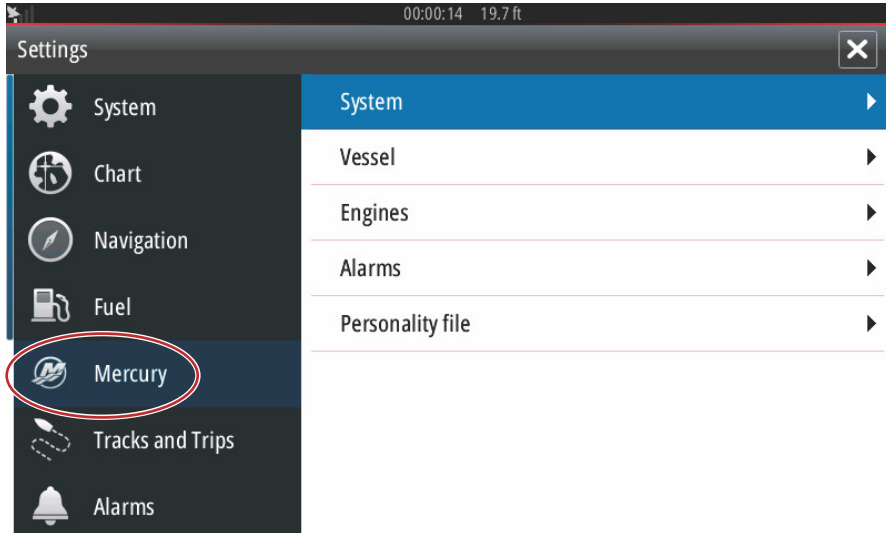 00:00:14 19.7 ft
Settings
System
Chart
Navigation
Fuel
Mercury
Tracks and Trips
Alarms
System
Vessel
Engines
Alarms
Personality file